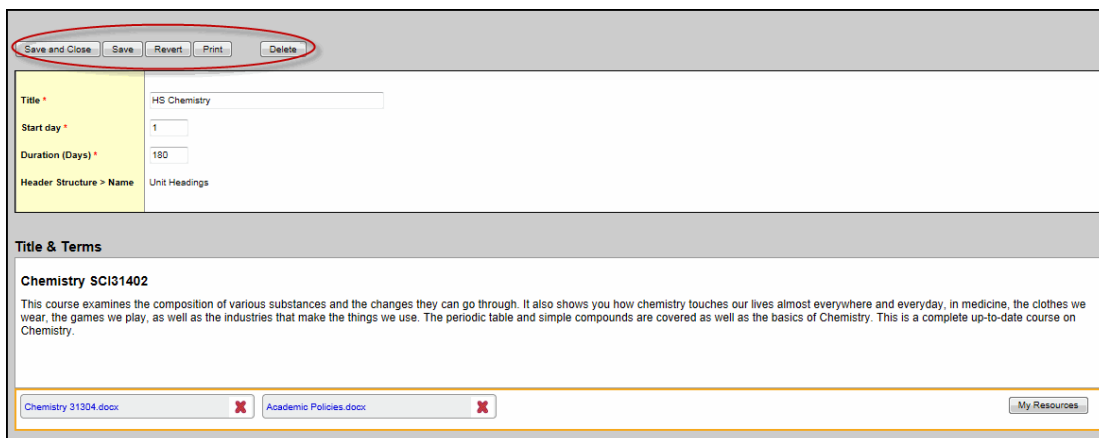 Save and Close Save Revert Print Delete
Title * HS Chemistry
Start day * 1
Duration (Days) * 180
Header Structure > Name Unit Headings
Title & Terms
Chemistry SCI31402
This course examines the composition of various substances and the changes they can go through. It also shows you how chemistry touches our lives almost everywhere and everyday, in medicine, the clothes we
wear, the games we play, as well as the industries that make the things we use. The periodic table and simple compounds are covered as well as the basics of Chemistry. This is a complete up-to-date course on
Chemistry.
Chemistry 31304.docx Academic Policies.docx My Resources